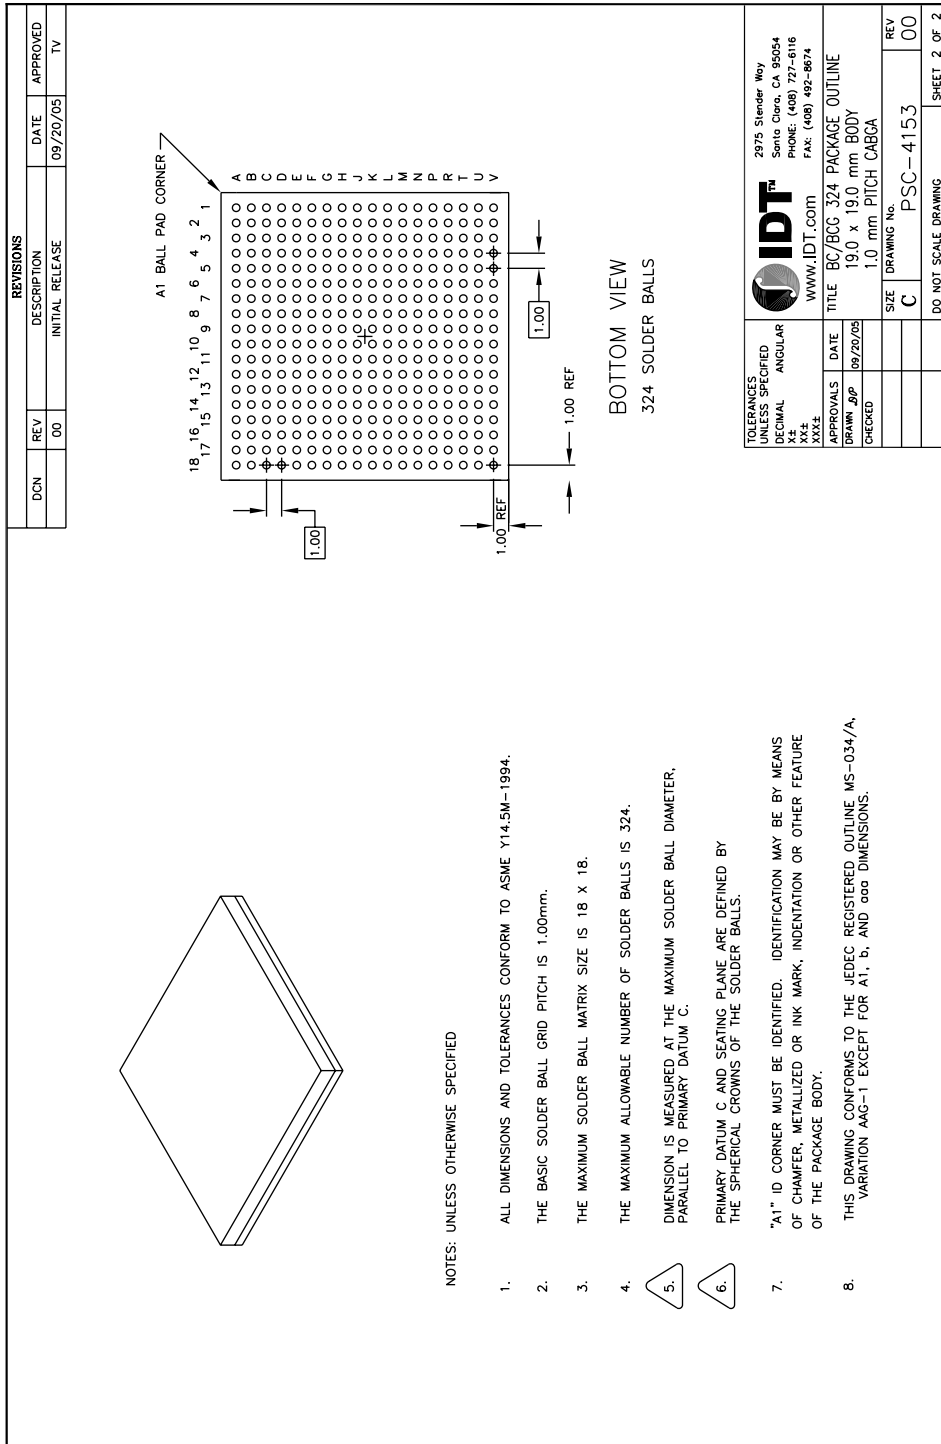 REVISIONS
DCN REV DESCRIPTION DATE APPROVED
00 INITIAL RELEASE 09/20/05 TV
A1 BALL PAD CORNER
18 16 14 12 10 8 6 4 2
17 15 13 11 9 7 5 3 1
A
B
C
D
E
F
G
H
J
K
L
M
N
P
R
T
U
V
1.00
1.00
1.00 REF
1.00 REF
BOTTOM VIEW
324 SOLDER BALLS
NOTES: UNLESS OTHERWISE SPECIFIED
1. ALL DIMENSIONS AND TOLERANCES CONFORM TO ASME Y14.5M-1994.
2. THE BASIC SOLDER BALL GRID PITCH IS 1.00mm.
3. THE MAXIMUM SOLDER BALL MATRIX SIZE IS 18 X 18.
4. THE MAXIMUM ALLOWABLE NUMBER OF SOLDER BALLS IS 324.
5. DIMENSION IS MEASURED AT THE MAXIMUM SOLDER BALL DIAMETER,
PARALLEL TO PRIMARY DATUM C.
6. PRIMARY DATUM C AND SEATING PLANE ARE DEFINED BY
THE SPHERICAL CROWNS OF THE SOLDER BALLS.
7. "A1" ID CORNER MUST BE IDENTIFIED. IDENTIFICATION MAY BE BY MEANS
OF CHAMFER, METALLIZED OR INK MARK, INDENTATION OR OTHER FEATURE
OF THE PACKAGE BODY.
8. THIS DRAWING CONFORMS TO THE JEDEC REGISTERED OUTLINE MS-034/A,
VARIATION AAG-1 EXCEPT FOR A1, b, AND aaa DIMENSIONS.
TOLERANCES
UNLESS SPECIFIED
DECIMAL ANGULAR
X±
XX±
XXX±
APPROVALS DATE
DRAWN 09/20/05
CHECKED
IDT™
www.IDT.com
2975 Stender Way
Santa Clara, CA 95054
PHONE: (408) 727-6116
FAX: (408) 492-8674
TITLE BC/BCG 324 PACKAGE OUTLINE
19.0 x 19.0 mm BODY
1.0 mm PITCH CABGA
SIZE DRAWING No. REV
C PSC-4153 00
DO NOT SCALE DRAWING SHEET 2 OF 2